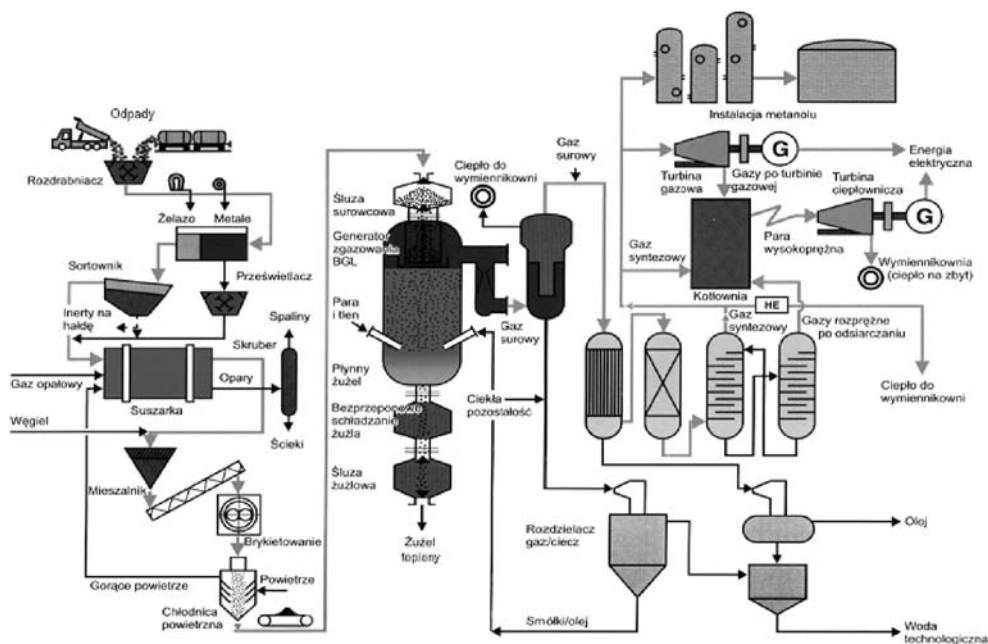 Odpady
Rozdrabniacz
Żelazo
Metale
Sortownik
Prześwietlacz
Inerty na
hałdę
Spaliny
Skruber
Gaz opałowy
Opary
Suszarka
Węgiel
Ścieki
Mieszalnik
Brykietowanie
Gorące powietrze
Powietrze
Chłodnica
powietrzna
Śluza
surowcowa
Generator
zgazowania
BGL
Para
i tlen
Płynny
żużel
Bezprzeponowe
schładzanie
żużla
Śluza
żużlowa
Żużel
topiony
Ciepło do
wymiennikowni
Gaz
surowy
Gaz
surowy
Ciekła
pozostałość
Rozdzielacz
gaz/ciecz
Smółki/olej
Instalacja metanolu
Turbina
gazowa
G
Gazy po turbinie
gazowej
Energia
elektryczna
Turbina
ciepłownicza
G
Para
wysokoprężna
Wymiennikownia
(ciepło na zbyt)
Gaz
syntezowy
Kotłownia
HE
Gaz
syntezowy
Gazy rozprężne
po odsiarczaniu
Ciepło do
wymiennikowni
Olej
Woda
technologiczna